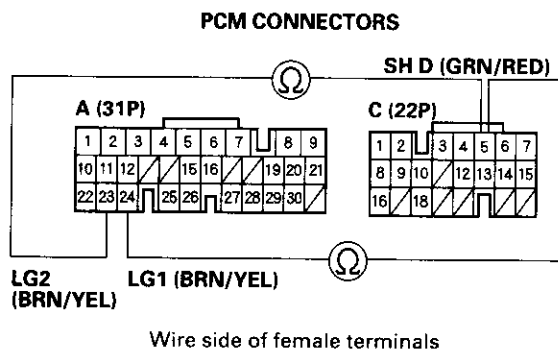 PCM CONNECTORS
Ω
SH D (GRN/RED)
A (31P)
C (22P)
1 2 3 4 5 6 7 8 9
1 2 3 4 5 6 7
10 11 12 15 16 19 20 21
8 9 10 12 13 14 15
22 23 24 25 26 27 28 29 30
16 18
LG2
(BRN/YEL)
LG1 (BRN/YEL)
Ω
Wire side of female terminals